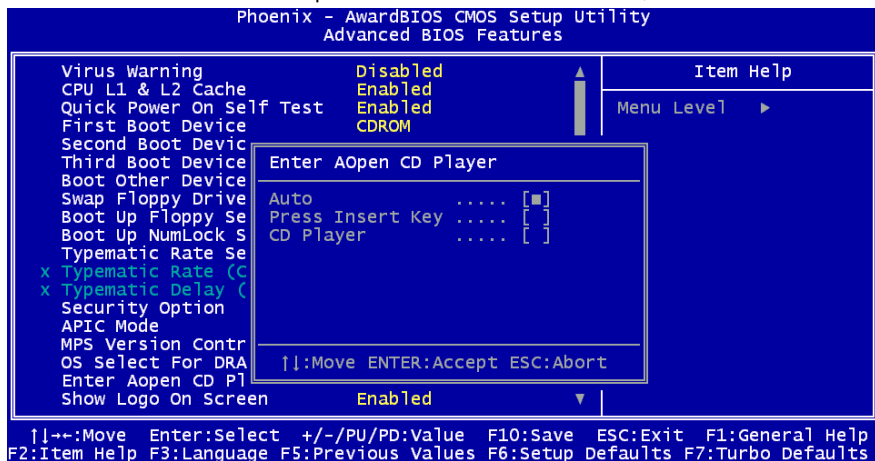 Phoenix - AwardBIOS CMOS Setup Utility
Advanced BIOS Features
Virus Warning Disabled
CPU L1 & L2 Cache Enabled
Quick Power On Self Test Enabled
First Boot Device CDROM
Second Boot Devic
Third Boot Device
Boot Other Device
Swap Floppy Drive
Boot Up Floppy Se
Boot Up NumLock S
Typematic Rate Se
x Typematic Rate (C
x Typematic Delay (
Security Option
APIC Mode
MPS Version Contr
OS Select For DRA
Enter Aopen CD Pl
Show Logo On Screen Enabled
Enter AOpen CD Player
Auto ..... [■]
Press Insert Key ..... [ ]
CD Player ..... [ ]
↑↓:Move ENTER:Accept ESC:Abort
Item Help
Menu Level ▶
↑↓→←:Move Enter:Select +/-/PU/PD:Value F10:Save ESC:Exit F1:General Help
F2:Item Help F3:Language F5:Previous Values F6:Setup Defaults F7:Turbo Defaults